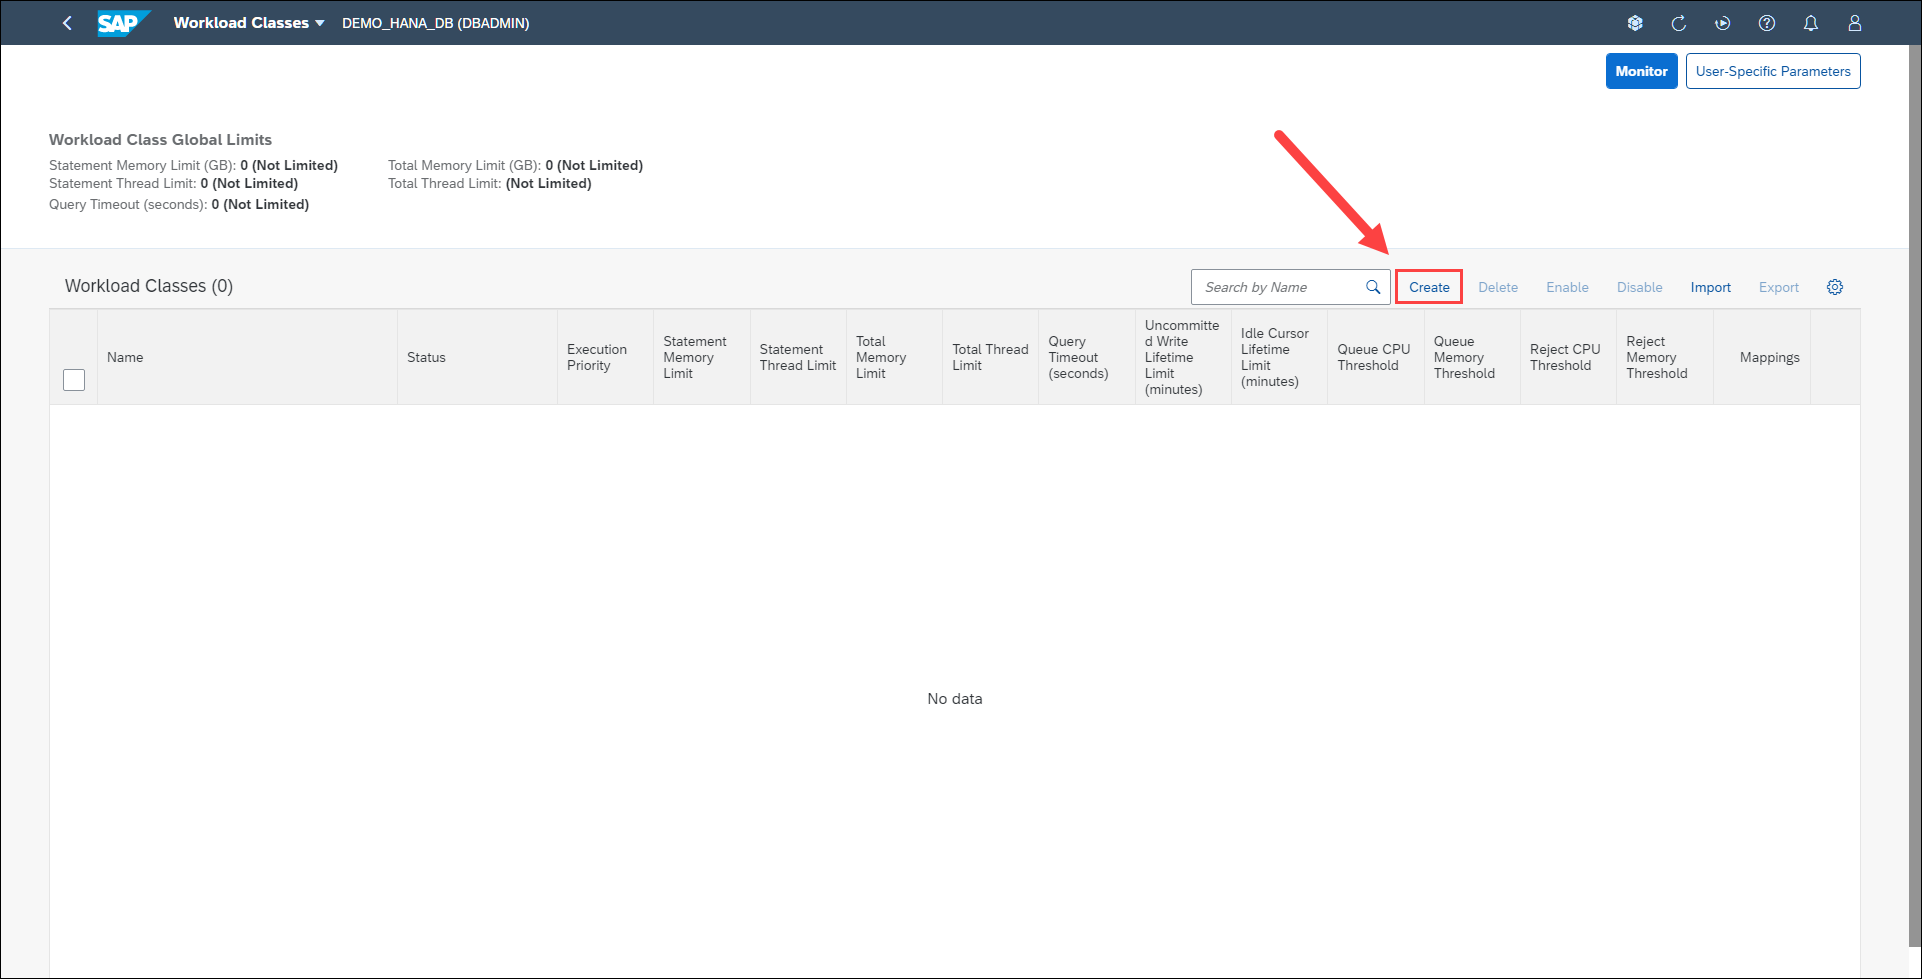 SAP Workload Classes DEMO_HANA_DB (DBADMIN)
Monitor User-Specific Parameters
Workload Class Global Limits
Statement Memory Limit (GB): 0 (Not Limited) Total Memory Limit (GB): 0 (Not Limited)
Statement Thread Limit: 0 (Not Limited) Total Thread Limit: (Not Limited)
Query Timeout (seconds): 0 (Not Limited)
Workload Classes (0) Search by Name Create Delete Enable Disable Import Export
Name
Status
Execution
Priority
Statement
Memory
Limit
Statement
Thread Limit
Total
Memory
Limit
Total Thread
Limit
Query
Timeout
(seconds)
Uncommitte
d Write
Lifetime
Limit
(minutes)
Idle Cursor
Lifetime
Limit
(minutes)
Queue CPU
Threshold
Queue
Memory
Threshold
Reject CPU
Threshold
Reject
Memory
Threshold
Mappings
No data